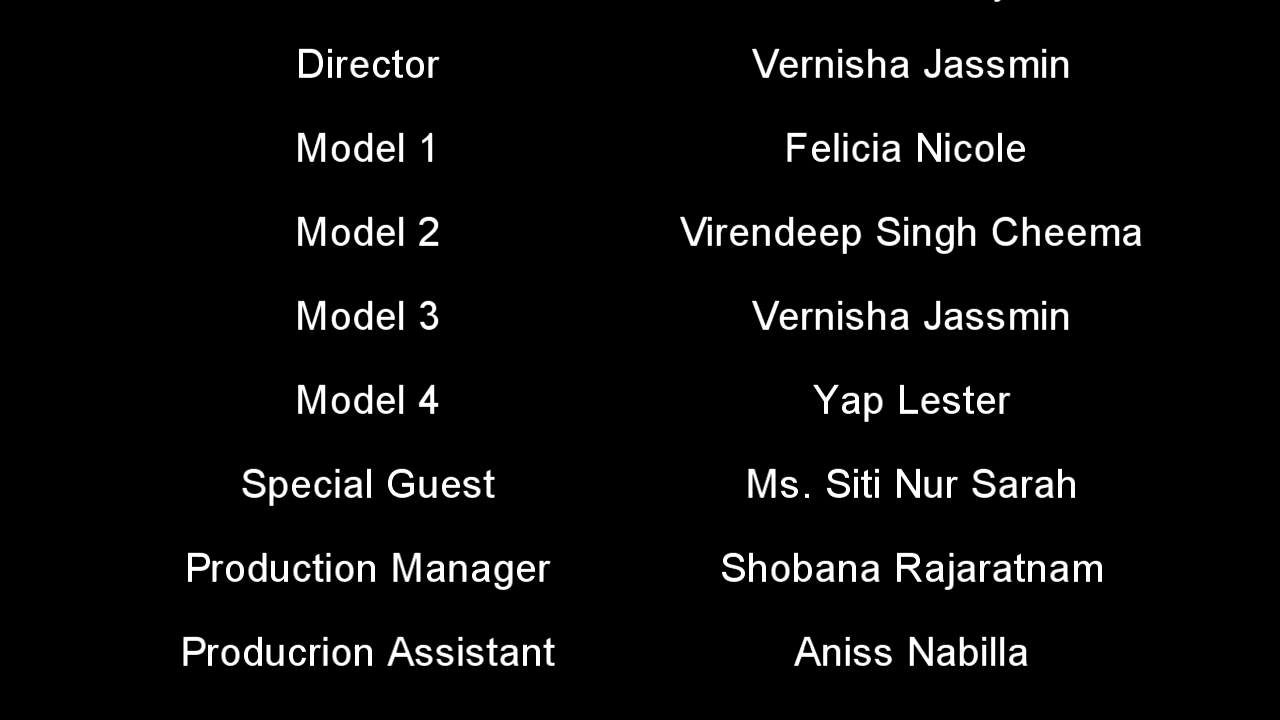 Director Vernisha Jassmin
Model 1 Felicia Nicole
Model 2 Virendeep Singh Cheema
Model 3 Vernisha Jassmin
Model 4 Yap Lester
Special Guest Ms. Siti Nur Sarah
Production Manager Shobana Rajaratnam
Producrion Assistant Aniss Nabilla